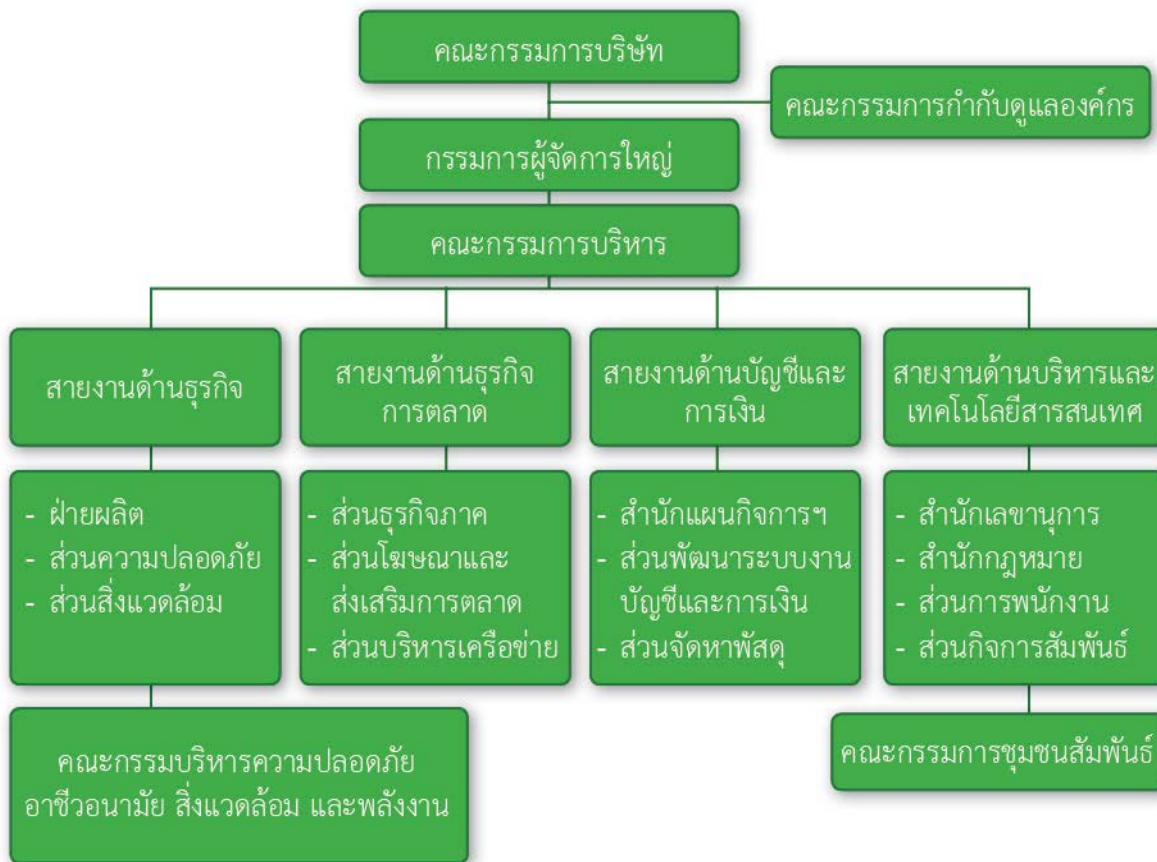 คณะกรรมการบริษัท
คณะกรรมการกำกับดูแลองค์กร
กรรมการผู้จัดการใหญ่
คณะกรรมการบริหาร
สายงานด้านธุรกิจ
สายงานด้านธุรกิจ
การตลาด
สายงานด้านบัญชีและ
การเงิน
สายงานด้านบริหารและ
เทคโนโลยีสารสนเทศ
- ฝ่ายผลิต
- ส่วนความปลอดภัย
- ส่วนสิ่งแวดล้อม
- ส่วนธุรกิจภาค
- ส่วนโฆษณาและ
ส่งเสริมการตลาด
- ส่วนบริหารเครือข่าย
- สำนักแผนกิจการฯ
- ส่วนพัฒนาระบบงาน
บัญชีและการเงิน
- ส่วนจัดหาพัสดุ
- สำนักเลขานุการ
- สำนักกฎหมาย
- ส่วนการพนักงาน
- ส่วนกิจการสัมพันธ์
คณะกรรมบริหารความปลอดภัย
อาชีวอนามัย สิ่งแวดล้อม และพลังงาน
คณะกรรมการชุมชนสัมพันธ์